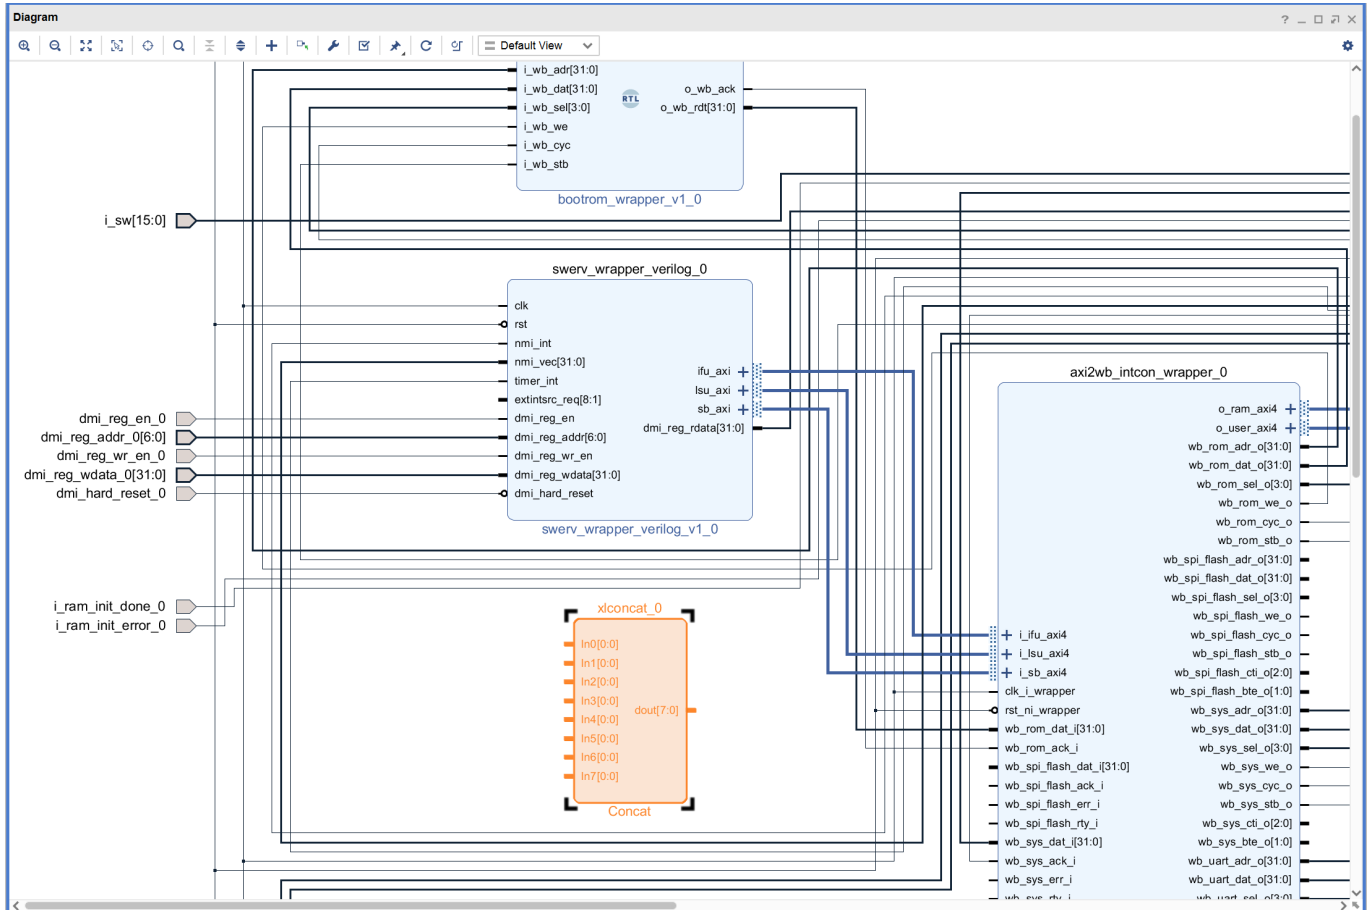 Diagram
Default View
i_wb_adr[31:0]
i_wb_dat[31:0]
i_wb_sel[3:0]
i_wb_we
i_wb_cyc
i_wb_stb
RTL
o_wb_ack
o_wb_rdt[31:0]
bootrom_wrapper_v1_0
i_sw[15:0]
swerv_wrapper_verilog_0
clk
rst
nmi_int
nmi_vec[31:0]
timer_int
extintsrc_req[8:1]
dmi_reg_en
dmi_reg_addr[6:0]
dmi_reg_wr_en
dmi_reg_wdata[31:0]
dmi_hard_reset
ifu_axi
lsu_axi
sb_axi
dmi_reg_rdata[31:0]
swerv_wrapper_verilog_v1_0
dmi_reg_en_0
dmi_reg_addr_0[6:0]
dmi_reg_wr_en_0
dmi_reg_wdata_0[31:0]
dmi_hard_reset_0
i_ram_init_done_0
i_ram_init_error_0
xlconcat_0
In0[0:0]
In1[0:0]
In2[0:0]
In3[0:0]
In4[0:0]
In5[0:0]
In6[0:0]
In7[0:0]
dout[7:0]
Concat
axi2wb_intcon_wrapper_0
i_ifu_axi4
i_lsu_axi4
i_sb_axi4
clk_i_wrapper
rst_ni_wrapper
wb_rom_dat_i[31:0]
wb_rom_ack_i
wb_spi_flash_dat_i[31:0]
wb_spi_flash_ack_i
wb_spi_flash_err_i
wb_spi_flash_rty_i
wb_sys_dat_i[31:0]
wb_sys_ack_i
wb_sys_err_i
wb_sys_rty_i
o_ram_axi4
o_user_axi4
wb_rom_adr_o[31:0]
wb_rom_dat_o[31:0]
wb_rom_sel_o[3:0]
wb_rom_we_o
wb_rom_cyc_o
wb_rom_stb_o
wb_spi_flash_adr_o[31:0]
wb_spi_flash_dat_o[31:0]
wb_spi_flash_sel_o[3:0]
wb_spi_flash_we_o
wb_spi_flash_cyc_o
wb_spi_flash_stb_o
wb_spi_flash_cti_o[2:0]
wb_spi_flash_bte_o[1:0]
wb_sys_adr_o[31:0]
wb_sys_dat_o[31:0]
wb_sys_sel_o[3:0]
wb_sys_we_o
wb_sys_cyc_o
wb_sys_stb_o
wb_sys_cti_o[2:0]
wb_sys_bte_o[1:0]
wb_uart_adr_o[31:0]
wb_uart_dat_o[31:0]
wb_uart_sel_o[3:0]